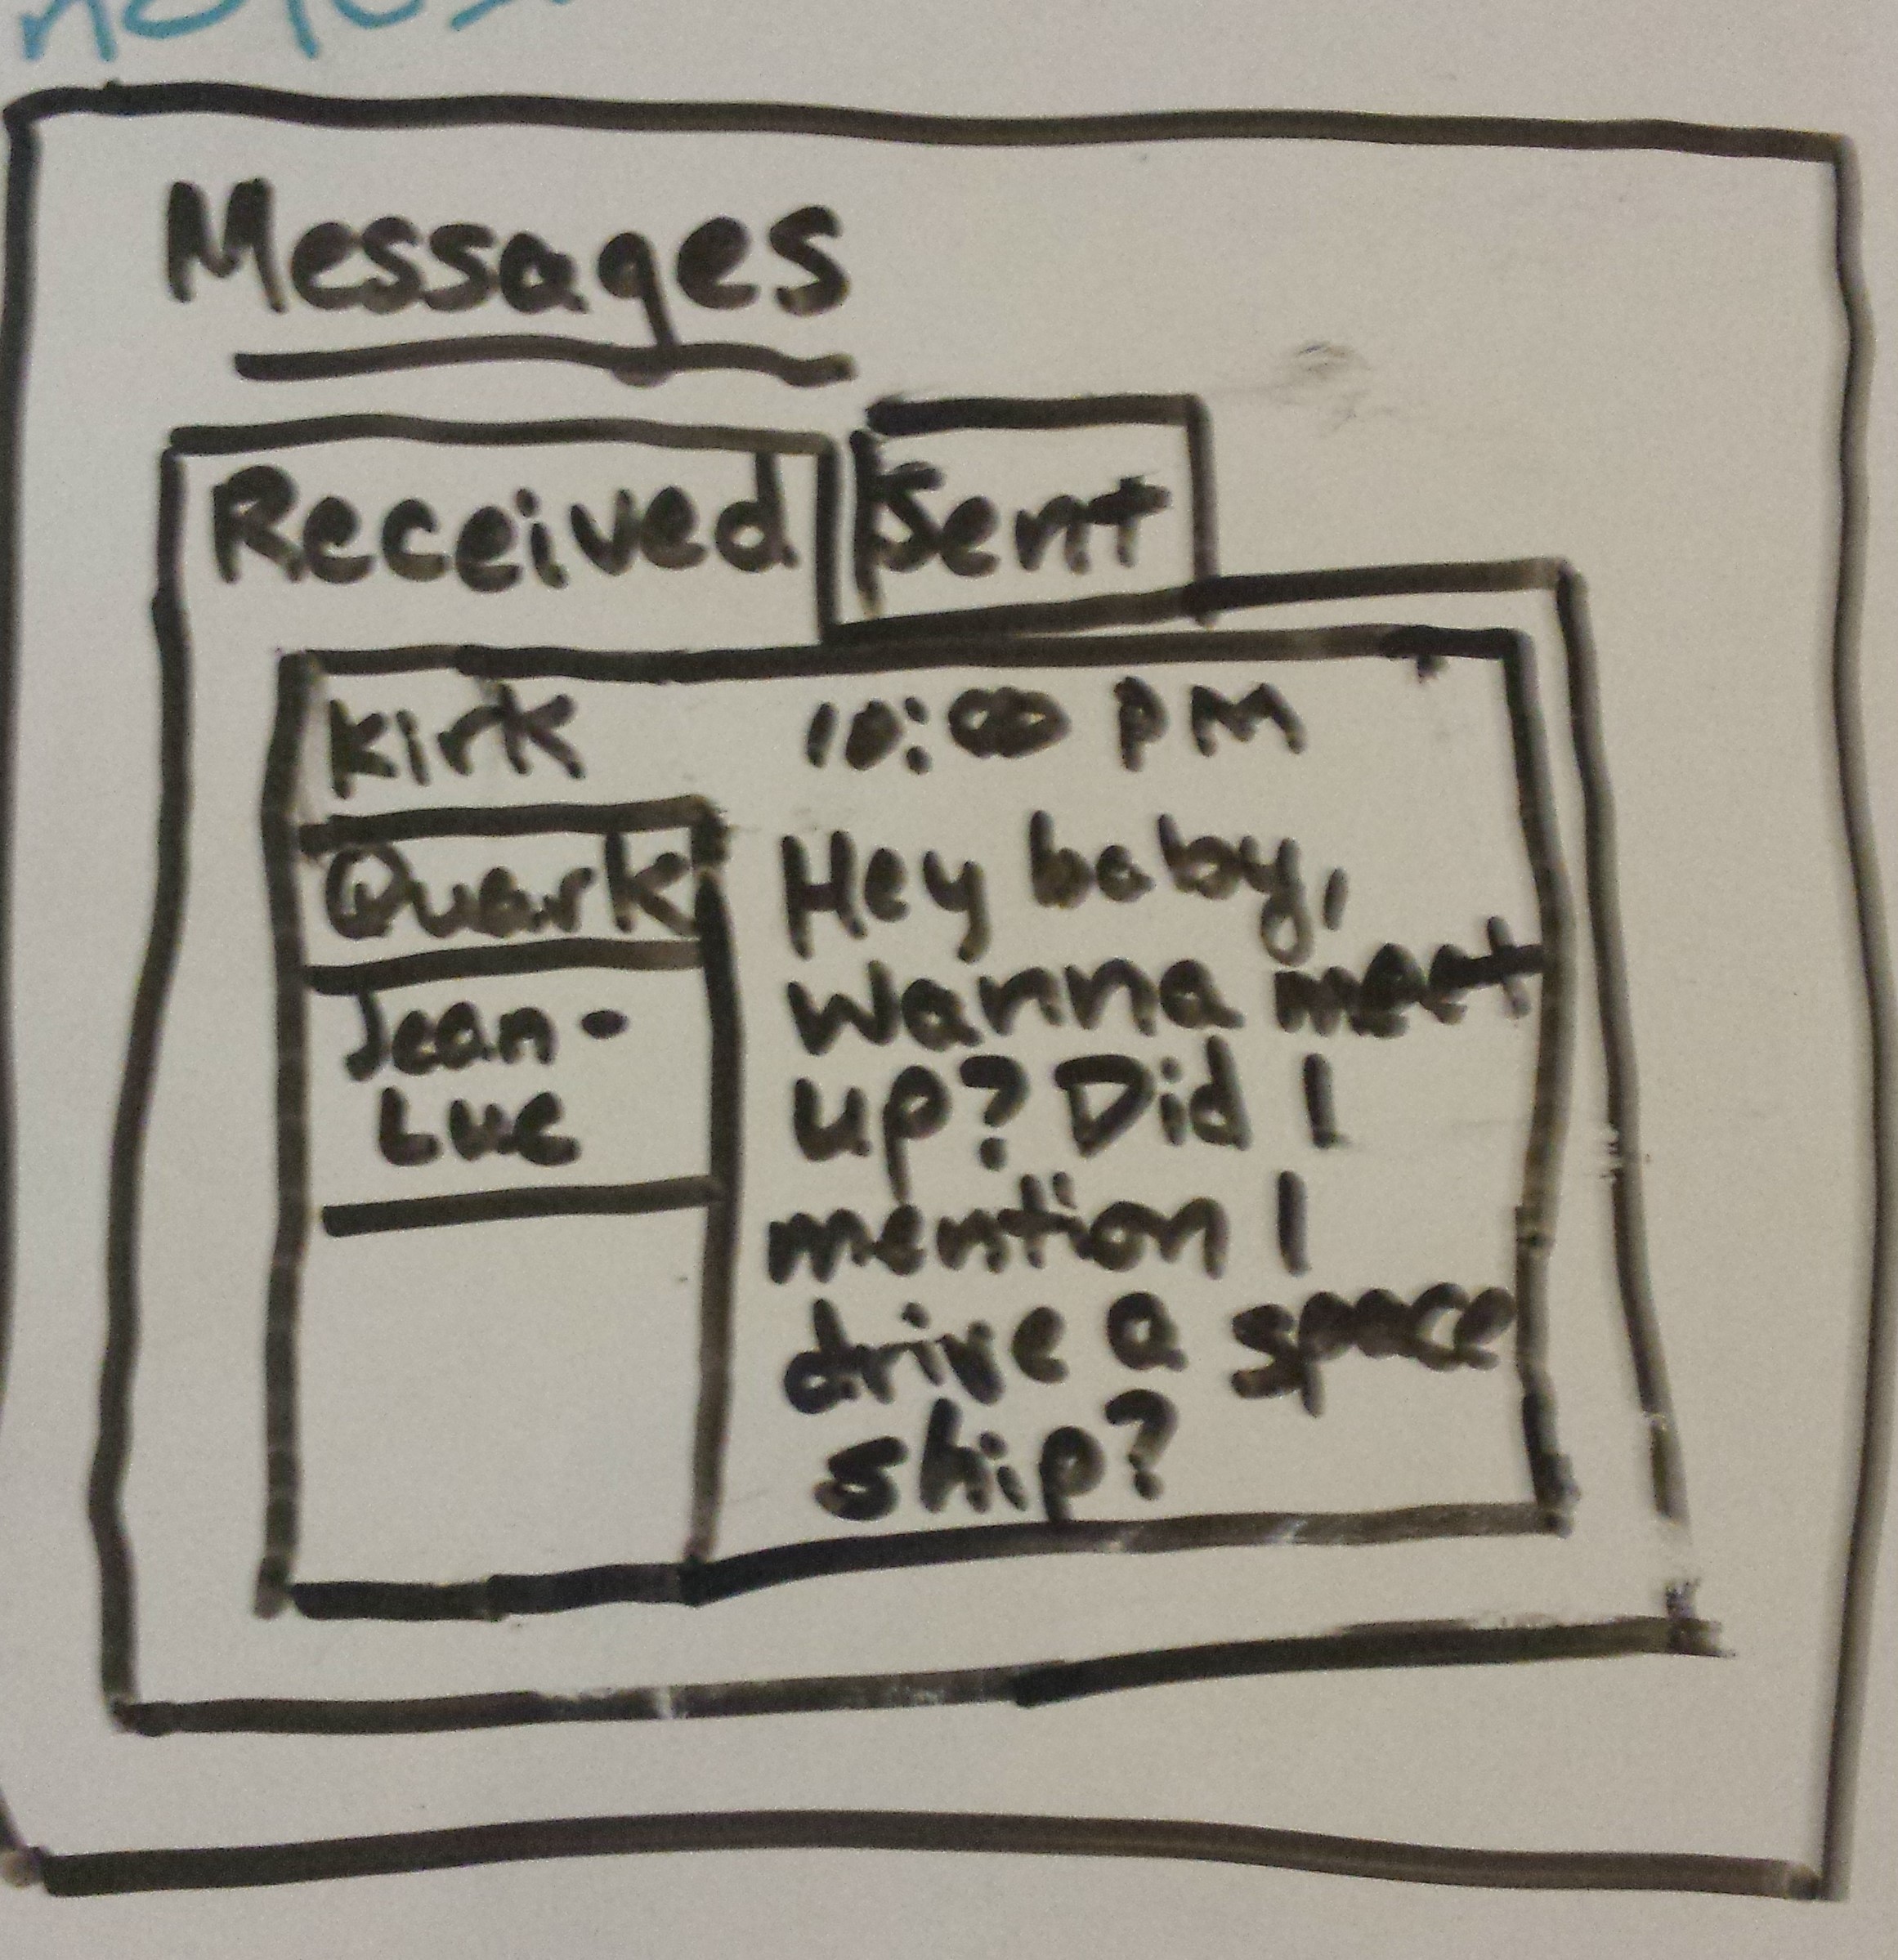 Messages
Received Sent
Kirk 10:00 PM
Quark
Jean-
Luc
Hey baby,
Wanna meet
up? Did I
mention I
drive a space
ship?